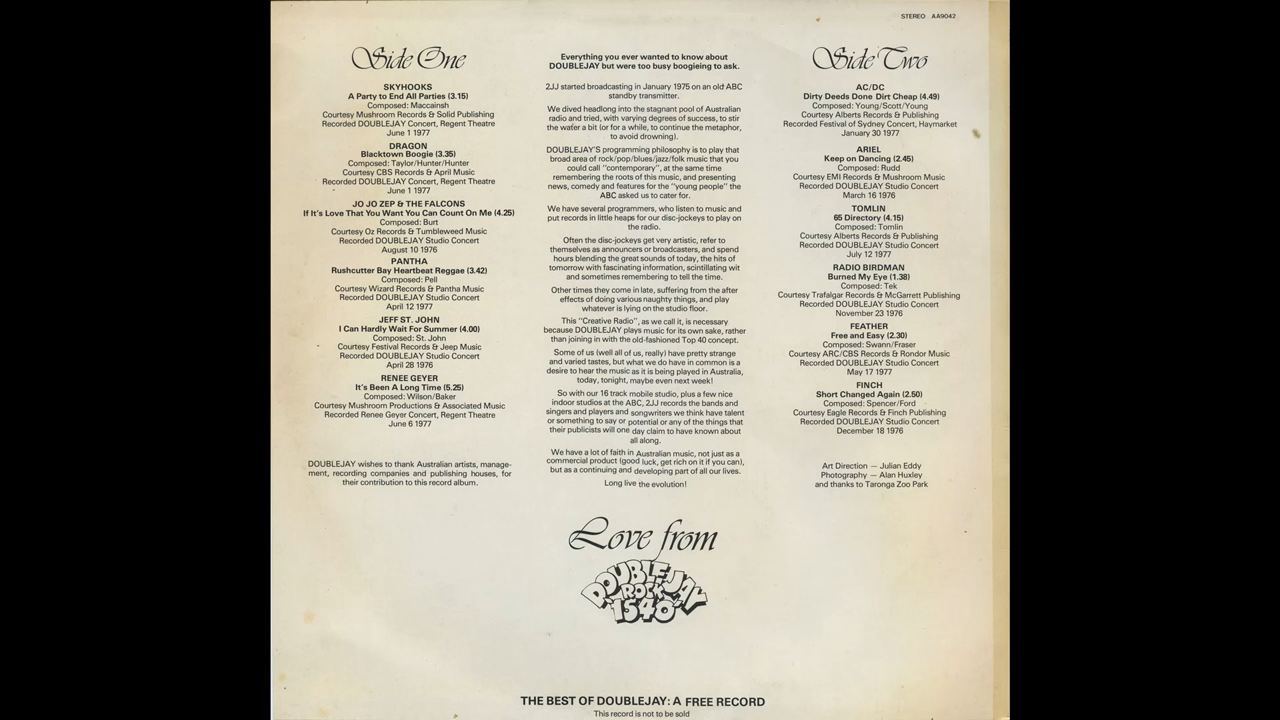 STEREO AA9042
Side One
SKYHOOKS
A Party to End All Parties (3.15)
Composed: Maccainsh
Courtesy Mushroom Records & Solid Publishing
Recorded DOUBLEJAY Concert, Regent Theatre
June 1 1977
DRAGON
Blacktown Boogie (3.35)
Composed: Taylor/Hunter/Hunter
Courtesy CBS Records & April Music
Recorded DOUBLEJAY Concert, Regent Theatre
June 1 1977
JO JO ZEP & THE FALCONS
If It's Love That You Want You Can Count On Me (4.25)
Composed: Burt
Courtesy Oz Records & Tumbleweed Music
Recorded DOUBLEJAY Studio Concert
August 10 1976
PANTHA
Rushcutter Bay Heartbeat Reggae (3.42)
Composed: Pell
Courtesy Wizard Records & Pantha Music
Recorded DOUBLEJAY Studio Concert
April 12 1977
JEFF ST. JOHN
I Can Hardly Wait For Summer (4.00)
Composed: St. John
Courtesy Festival Records & Jeep Music
Recorded DOUBLEJAY Studio Concert
April 28 1976
RENEE GEYER
It's Been A Long Time (5.25)
Composed: Wilson/Baker
Courtesy Mushroom Productions & Associated Music
Recorded Renee Geyer Concert, Regent Theatre
June 6 1977
DOUBLEJAY wishes to thank Australian artists, manage-
ment, recording companies and publishing houses, for
their contribution to this record album.
Everything you ever wanted to know about
DOUBLEJAY but were too busy boogieing to ask.
2JJ started broadcasting in January 1975 on an old ABC
standby transmitter.
We dived headlong into the stagnant pool of Australian
radio and tried, with varying degrees of success, to stir
the wafer a bit (or for a while, to continue the metaphor,
to avoid drowning).
DOUBLEJAY'S programming philosophy is to play that
broad area of rock/pop/blues/jazz/folk music that you
could call "contemporary", at the same time
remembering the roots of this music, and presenting
news, comedy and features for the "young people" the
ABC asked us to cater for.
We have several programmers, who listen to music and
put records in little heaps for our disc-jockeys to play on
the radio.
Often the disc-jockeys get very artistic, refer to
themselves as announcers or broadcasters, and spend
hours blending the great sounds of today, the hits of
tomorrow with fascinating information, scintillating wit
and sometimes remembering to tell the time.
Other times they come in late, suffering from the after
effects of doing various naughty things, and play
whatever is lying on the studio floor.
This "Creative Radio", as we call it, is necessary
because DOUBLEJAY plays music for its own sake, rather
than joining in with the old-fashioned Top 40 concept.
Some of us (well all of us, really) have pretty strange
and varied tastes, but what we do have in common is a
desire to hear the music as it is being played in Australia,
today, tonight, maybe even next week!
So with our 16 track mobile studio, plus a few nice
indoor studios at the ABC, 2JJ records the bands and
singers and players and songwriters we think have talent
or something to say or potential or any of the things that
their publicists will one day claim to have known about
all along.
We have a lot of faith in Australian music, not just as a
commercial product (good luck, get rich on it if you can),
but as a continuing and developing part of all our lives.
Long live the evolution!
Side Two
AC/DC
Dirty Deeds Done Dirt Cheap (4.49)
Composed: Young/Scott/Young
Courtesy Alberts Records & Publishing
Recorded Festival of Sydney Concert, Haymarket
January 30 1977
ARIEL
Keep on Dancing (2.45)
Composed: Rudd
Courtesy EMI Records & Mushroom Music
Recorded DOUBLEJAY Studio Concert
March 16 1976
TOMLIN
65 Directory (4.15)
Composed: Tomlin
Courtesy Alberts Records & Publishing
Recorded DOUBLEJAY Studio Concert
July 12 1977
RADIO BIRDMAN
Burned My Eye (1.38)
Composed: Tek
Courtesy Trafalgar Records & McGarrett Publishing
Recorded DOUBLEJAY Studio Concert
November 23 1976
FEATHER
Free and Easy (2.30)
Composed: Swann/Fraser
Courtesy ARC/CBS Records & Rondor Music
Recorded DOUBLEJAY Studio Concert
May 17 1977
FINCH
Short Changed Again (2.50)
Composed: Spencer/Ford
Courtesy Eagle Records & Finch Publishing
Recorded DOUBLEJAY Studio Concert
December 18 1976
Art Direction — Julian Eddy
Photography — Alan Huxley
and thanks to Taronga Zoo Park
Love from
DOUBLEJAY
ROCK
1540
THE BEST OF DOUBLEJAY: A FREE RECORD
This record is not to be sold